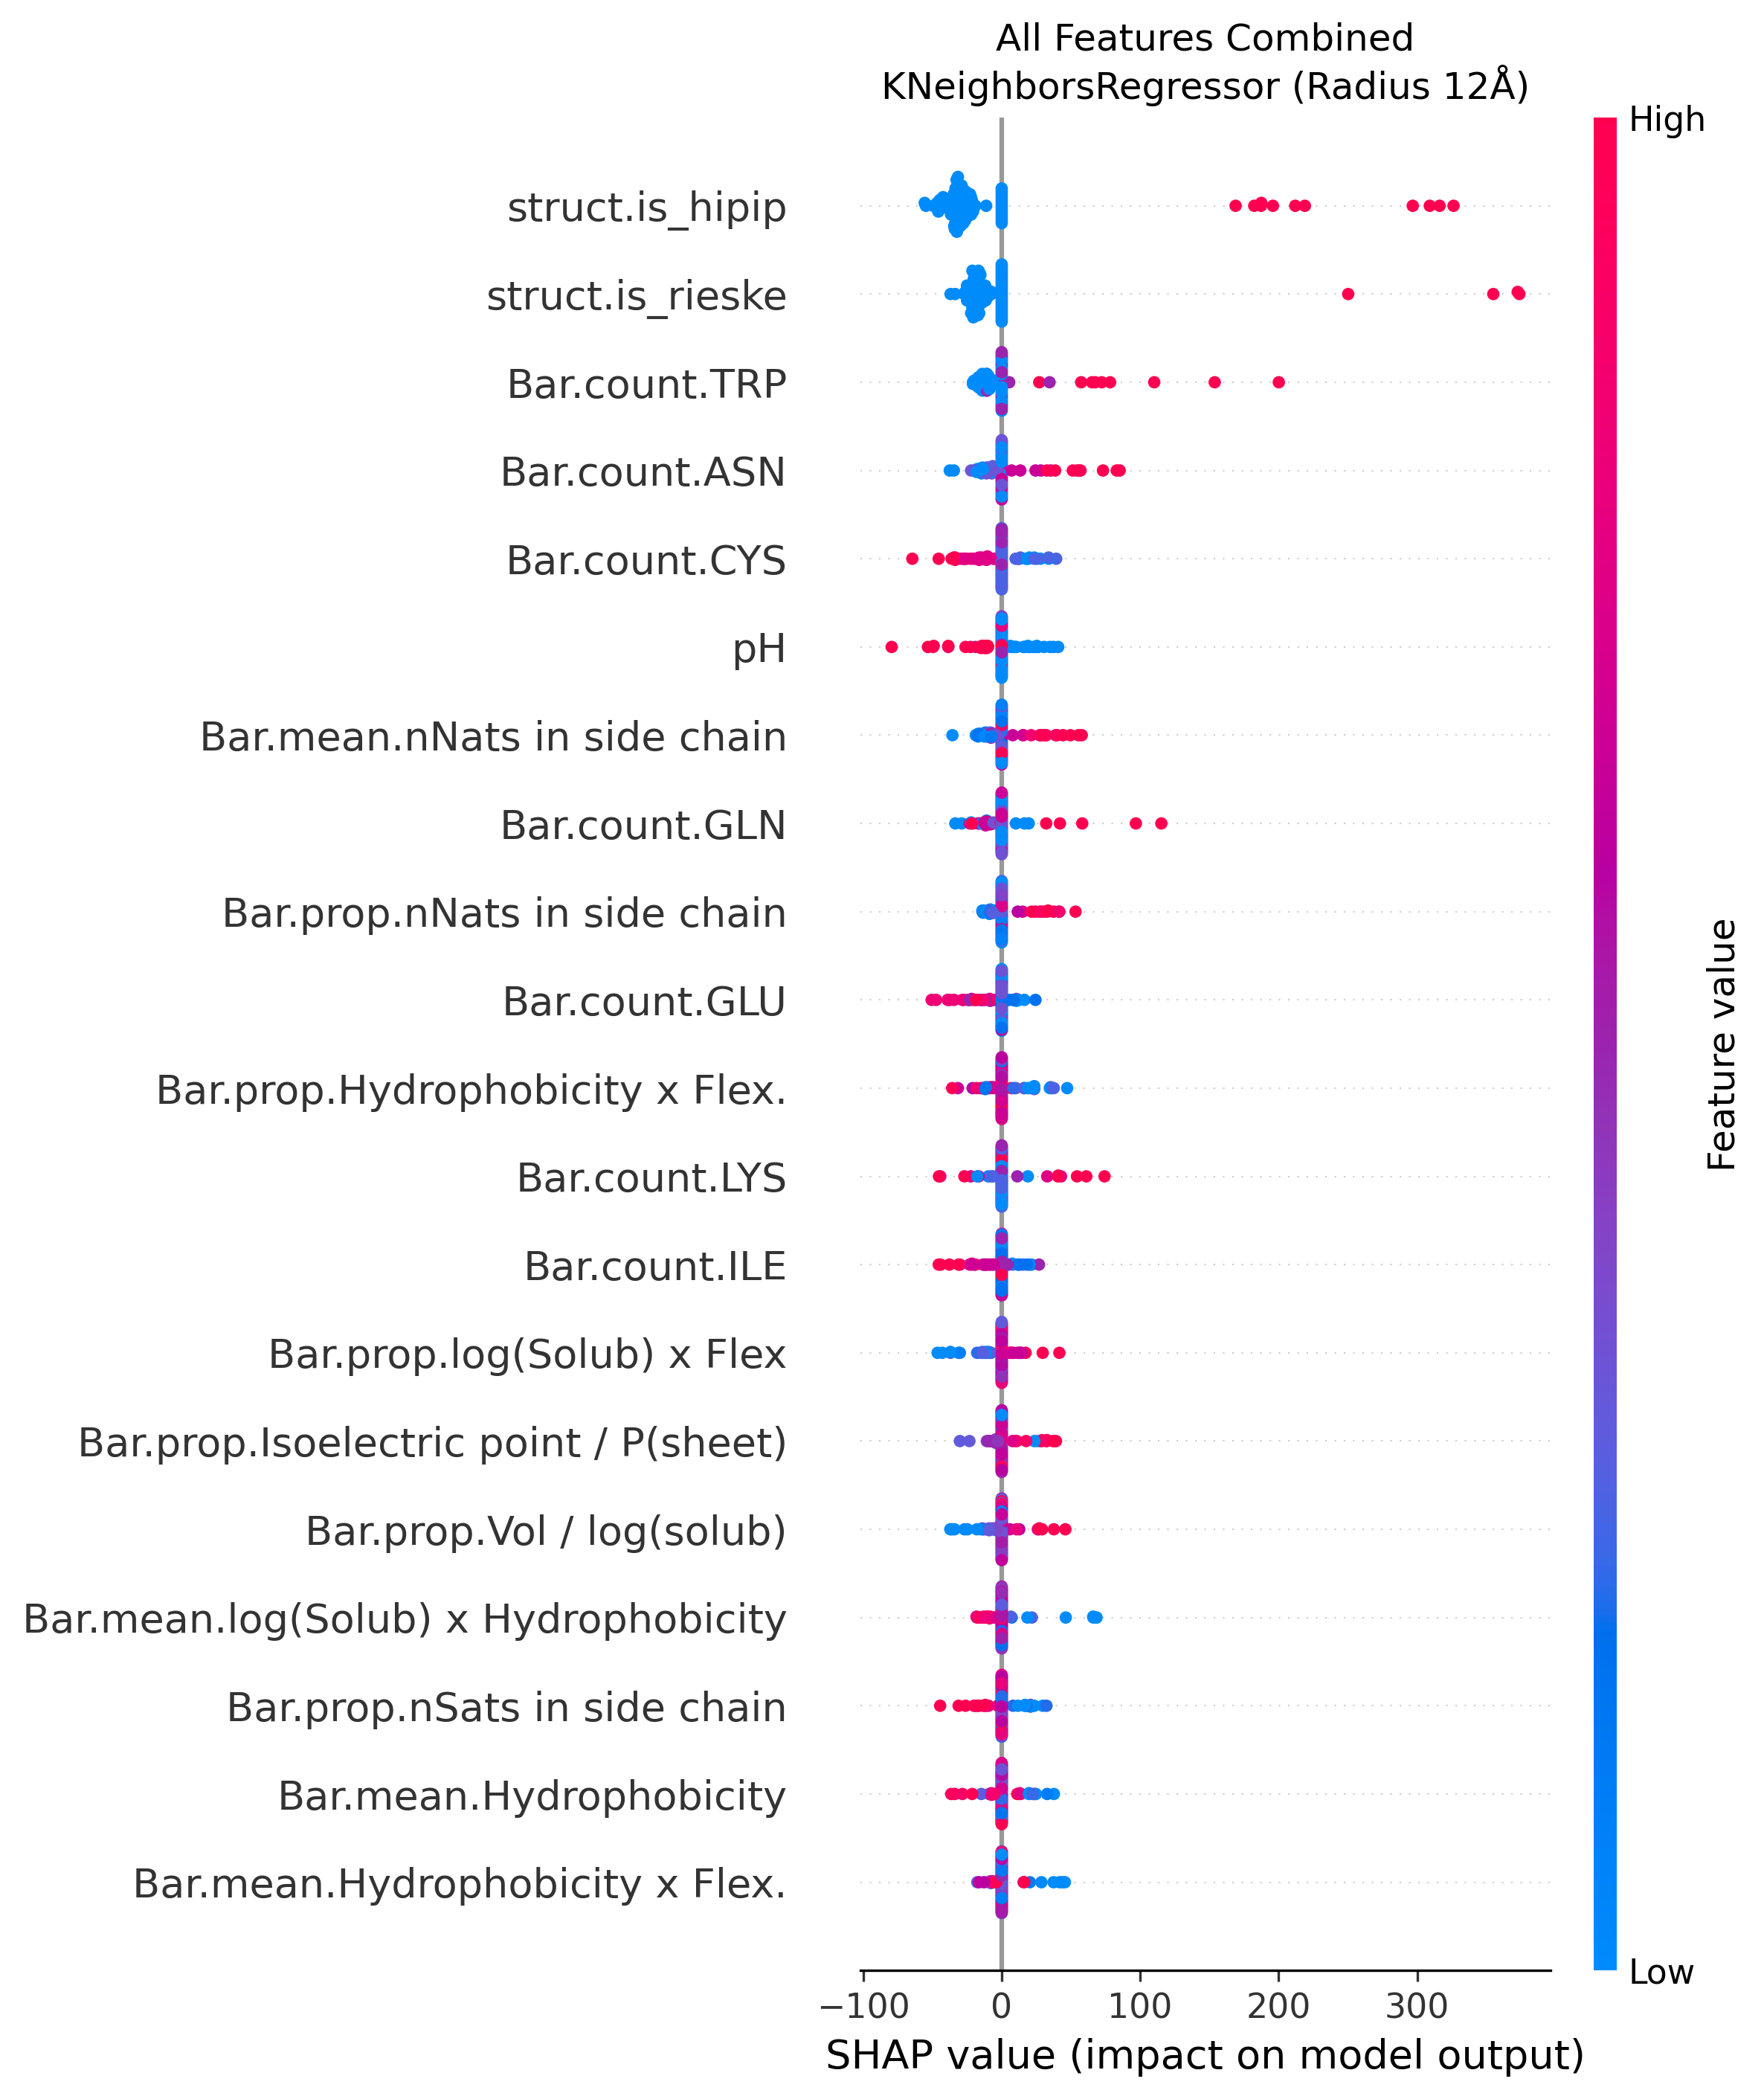 All Features Combined
KNeighborsRegressor (Radius 12Å)
High
struct.is_hipip
struct.is_rieske
Bar.count.TRP
Bar.count.ASN
Bar.count.CYS
pH
Bar.mean.nNats in side chain
Bar.count.GLN
Bar.prop.nNats in side chain
Bar.count.GLU
Bar.prop.Hydrophobicity x Flex.
Bar.count.LYS
Bar.count.ILE
Bar.prop.log(Solub) x Flex
Bar.prop.Isoelectric point / P(sheet)
Bar.prop.Vol / log(solub)
Bar.mean.log(Solub) x Hydrophobicity
Bar.prop.nSats in side chain
Bar.mean.Hydrophobicity
Bar.mean.Hydrophobicity x Flex.
Feature value
Low
−100 0 100 200 300
SHAP value (impact on model output)